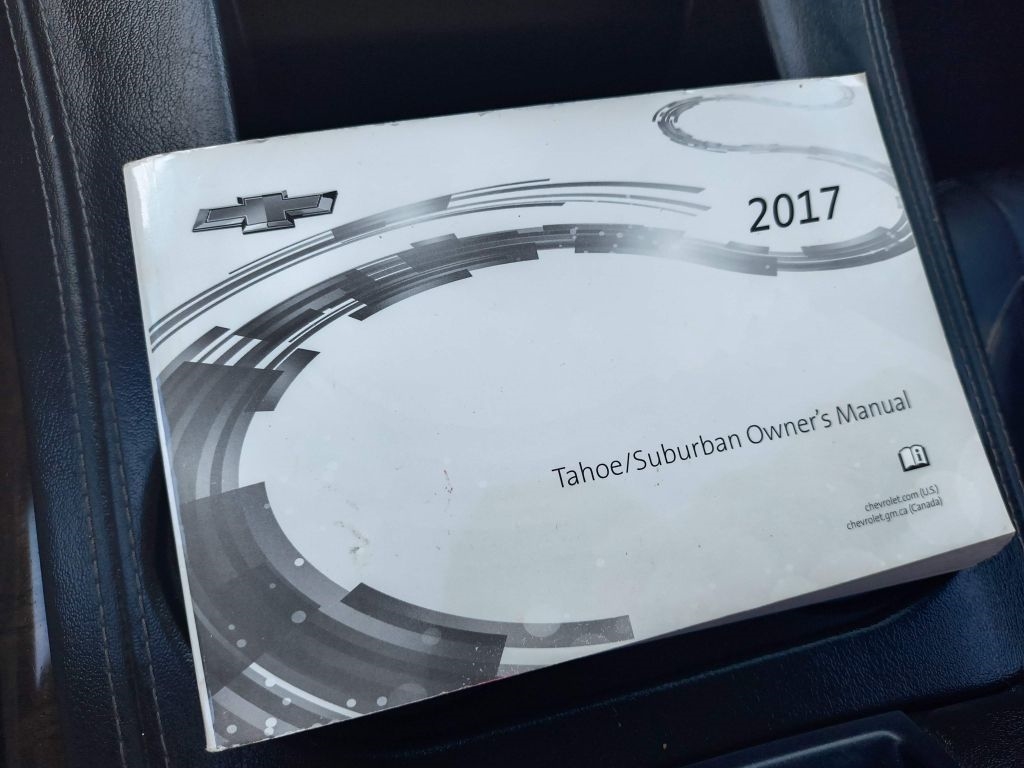 2017
Tahoe/Suburban Owner's Manual
chevrolet.com (U.S.)
chevrolet.gm.ca (Canada)